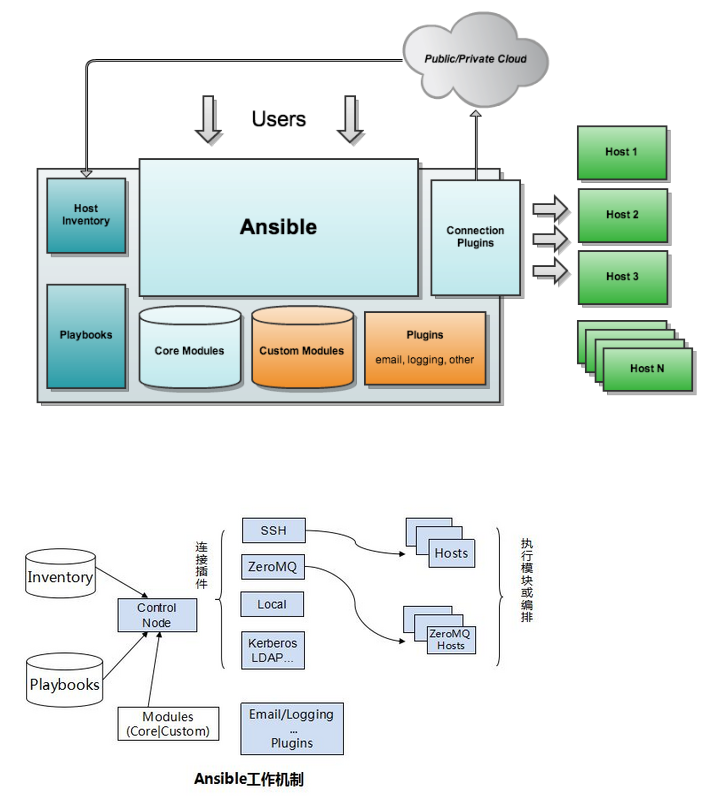 Public/Private Cloud
Users
Host
Inventory
Ansible
Connection
Plugins
Host 1
Host 2
Host 3
Host N
Playbooks
Core Modules
Custom Modules
Plugins
email, logging, other
Inventory
Playbooks
Control
Node
Modules
(Core|Custom)
连接插件
SSH
ZeroMQ
Local
Kerberos
LDAP...
Email/Logging
...
Plugins
Hosts
ZeroMQ
Hosts
执行模块或编排
Ansible工作机制